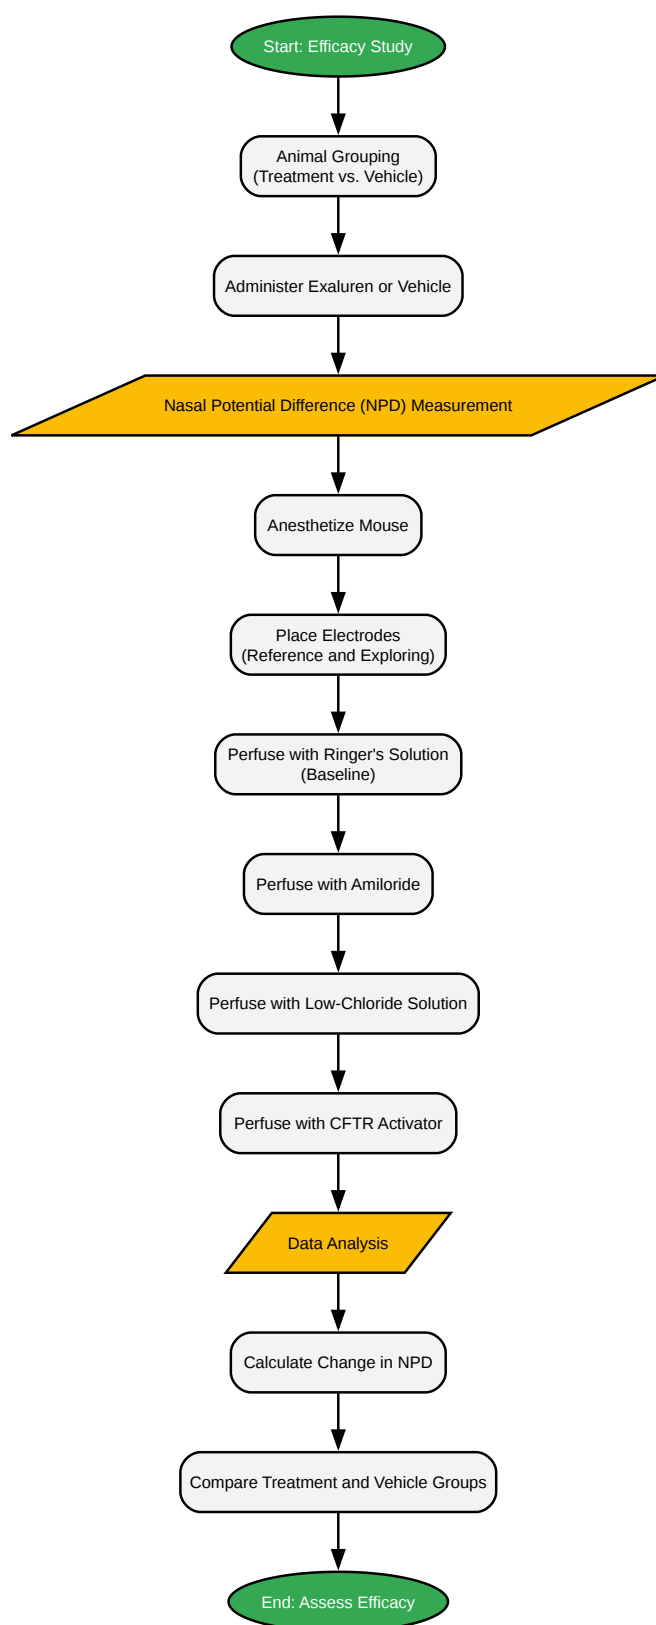 Start: Efficacy Study
Animal Grouping
(Treatment vs. Vehicle)
Administer Exaluren or Vehicle
Nasal Potential Difference (NPD) Measurement
Anesthetize Mouse
Place Electrodes
(Reference and Exploring)
Perfuse with Ringer's Solution
(Baseline)
Perfuse with Amiloride
Perfuse with Low-Chloride Solution
Perfuse with CFTR Activator
Data Analysis
Calculate Change in NPD
Compare Treatment and Vehicle Groups
End: Assess Efficacy